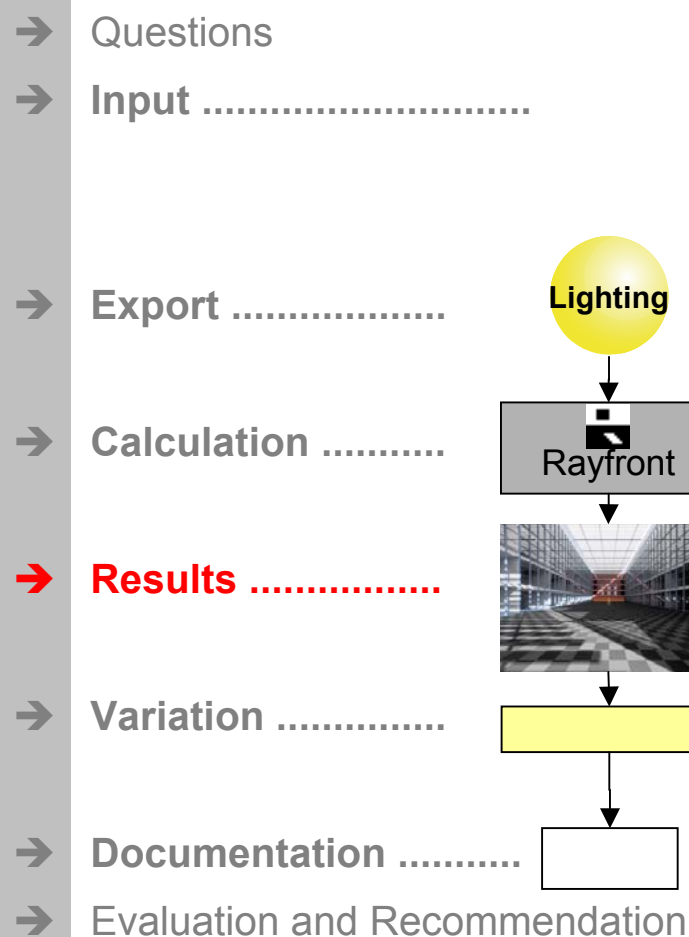 ➔ Questions
➔ Input ............................
➔ Export ................... Lighting
➔ Calculation ........... Rayfront
➔ Results .................
➔ Variation ...............
➔ Documentation ...........
➔ Evaluation and Recommendation